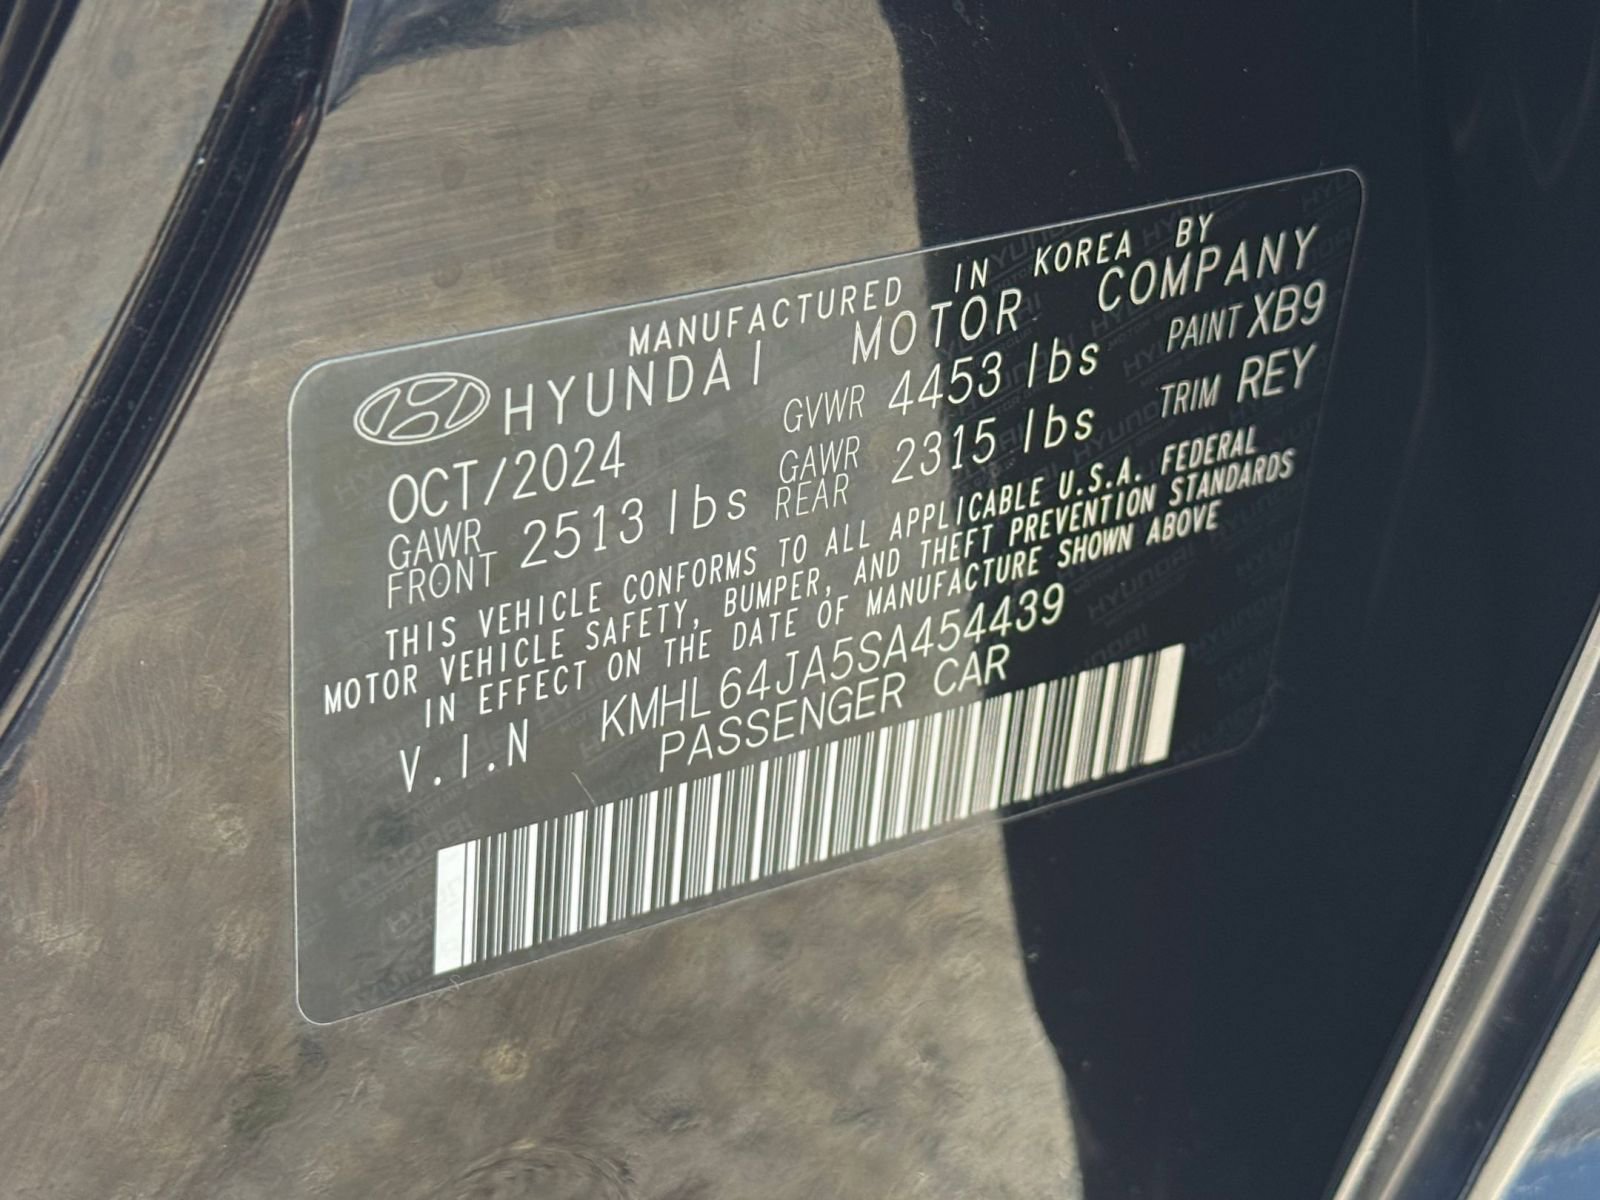 MANUFACTURED IN KOREA BY
HYUNDAI MOTOR COMPANY
OCT/2024 GVWR 4453 lbs PAINT XB9
GAWR FRONT 2513 lbs GAWR REAR 2315 lbs TRIM REY
THIS VEHICLE CONFORMS TO ALL APPLICABLE U.S.A. FEDERAL
MOTOR VEHICLE SAFETY, BUMPER, AND THEFT PREVENTION STANDARDS
IN EFFECT ON THE DATE OF MANUFACTURE SHOWN ABOVE
V.I.N KMHL64JA5SA454439
PASSENGER CAR